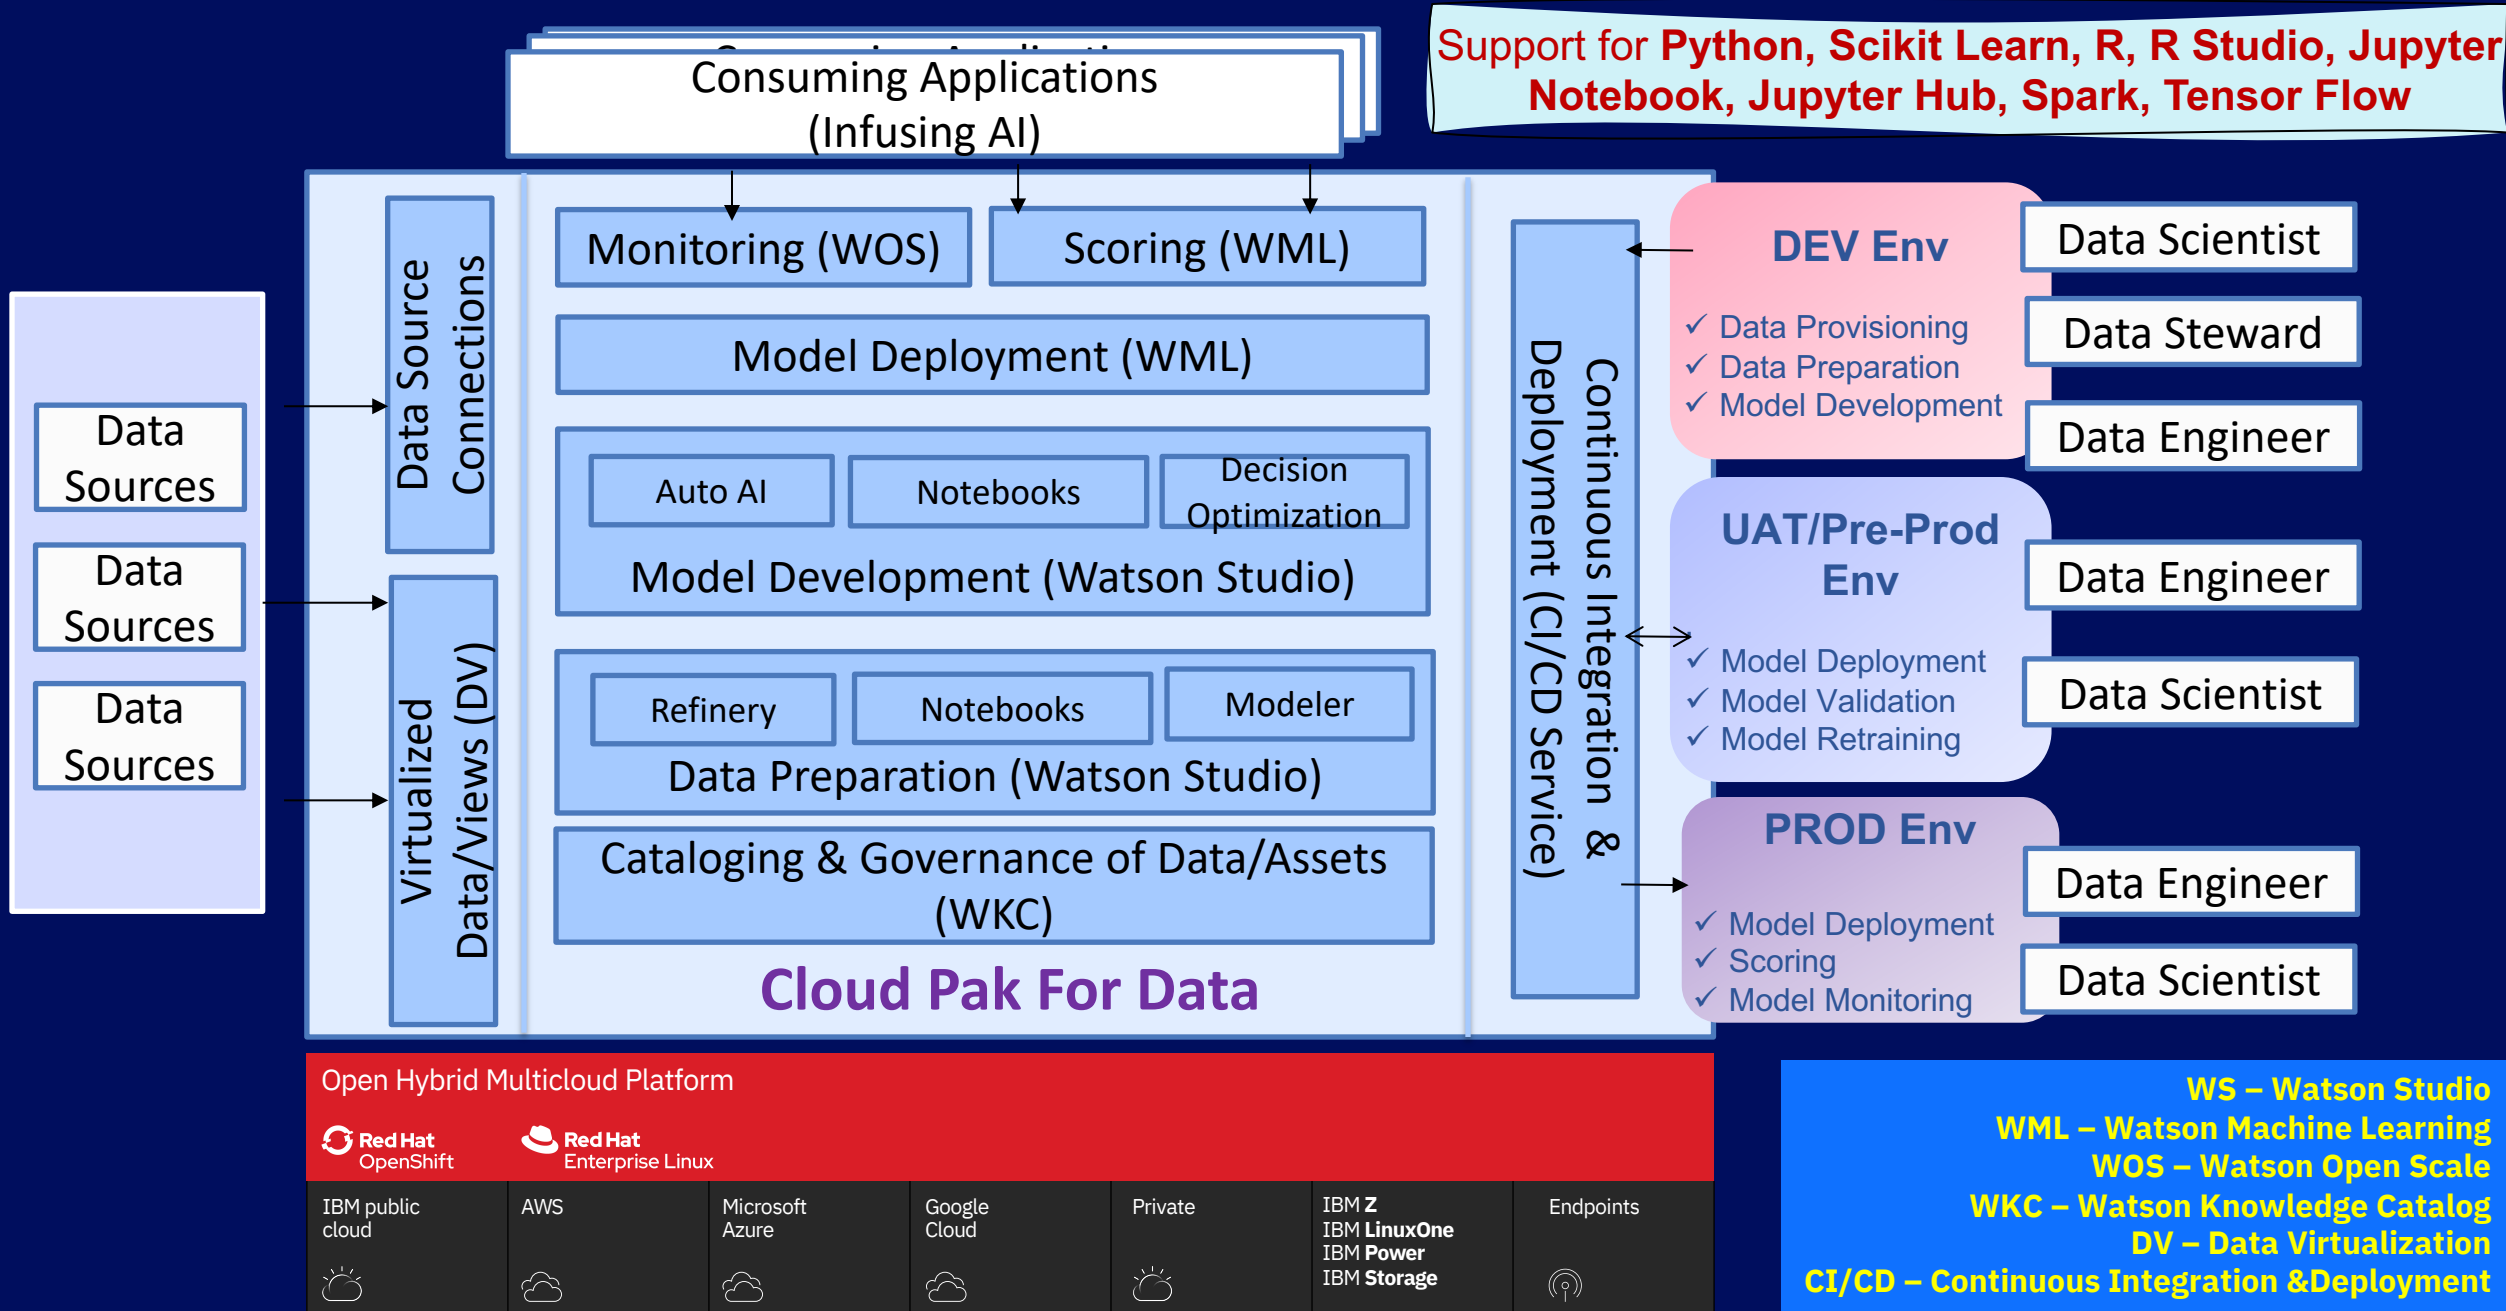 Support for Python, Scikit Learn, R, R Studio, Jupyter
Notebook, Jupyter Hub, Spark, Tensor Flow
Consuming Applications
(Infusing AI)
Data
Sources
Data
Sources
Data
Sources
Data Source
Connections
Virtualized
Data/Views (DV)
Monitoring (WOS)
Scoring (WML)
Model Deployment (WML)
Auto AI
Notebooks
Decision
Optimization
Model Development (Watson Studio)
Refinery
Notebooks
Modeler
Data Preparation (Watson Studio)
Cataloging & Governance of Data/Assets
(WKC)
Cloud Pak For Data
Continuous Integration &
Deployment (CI/CD Service)
DEV Env
✓ Data Provisioning
✓ Data Preparation
✓ Model Development
Data Scientist
Data Steward
Data Engineer
UAT/Pre-Prod
Env
✓ Model Deployment
✓ Model Validation
✓ Model Retraining
Data Engineer
Data Scientist
PROD Env
✓ Model Deployment
✓ Scoring
✓ Model Monitoring
Data Engineer
Data Scientist
Open Hybrid Multicloud Platform
Red Hat
OpenShift
Red Hat
Enterprise Linux
IBM public
cloud
AWS
Microsoft
Azure
Google
Cloud
Private
IBM Z
IBM LinuxOne
IBM Power
IBM Storage
Endpoints
WS – Watson Studio
WML – Watson Machine Learning
WOS – Watson Open Scale
WKC – Watson Knowledge Catalog
DV – Data Virtualization
CI/CD – Continuous Integration &Deployment